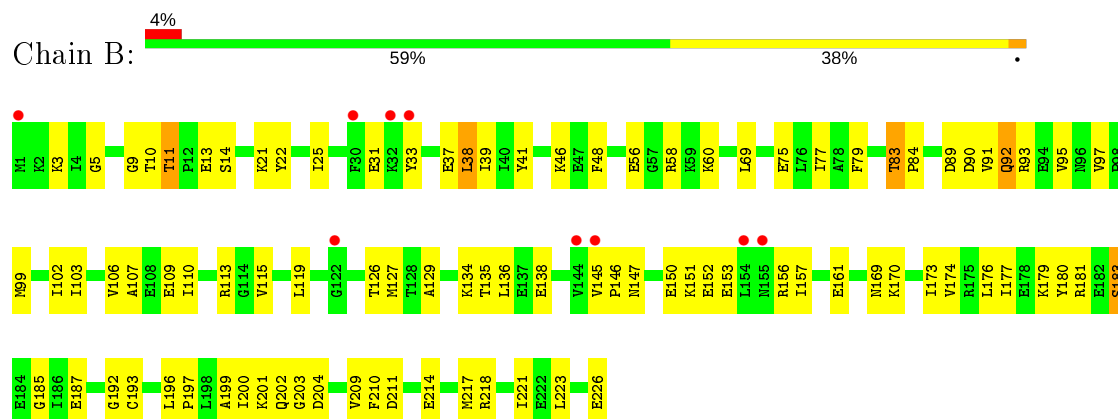 4%
Chain B:
59% 38% •
M1 K2 K3 I4 G5 G9 T10 T11 P12 E13 S14 K21 Y22 I25 F30 E31 K32 Y33 E37 L38 I39 I40 Y41 K46 E47 F48 E56 G57 R58 K59 K60 L69 E75 L76 I77 A78 F79 T83 P84 D89 D90 V91 Q92 R93 E94 V95 N96 V97
M99 I102 I103 V106 A107 E108 E109 I110 R113 G114 V115 L119 G122 T126 M127 T128 A129 K134 T135 L136 E137 E138 V144 V145 P146 N147 E150 K151 E152 E153 L154 N155 R156 I157 E161 N169 K170 I173 V174 R175 L176 I177 E178 K179 Y180 R181 E182 S183
E184 G185 I186 E187 G192 C193 L196 P197 L198 A199 I200 K201 Q202 G203 D204 V209 F210 D211 E214 M217 R218 I221 E222 L223 E226